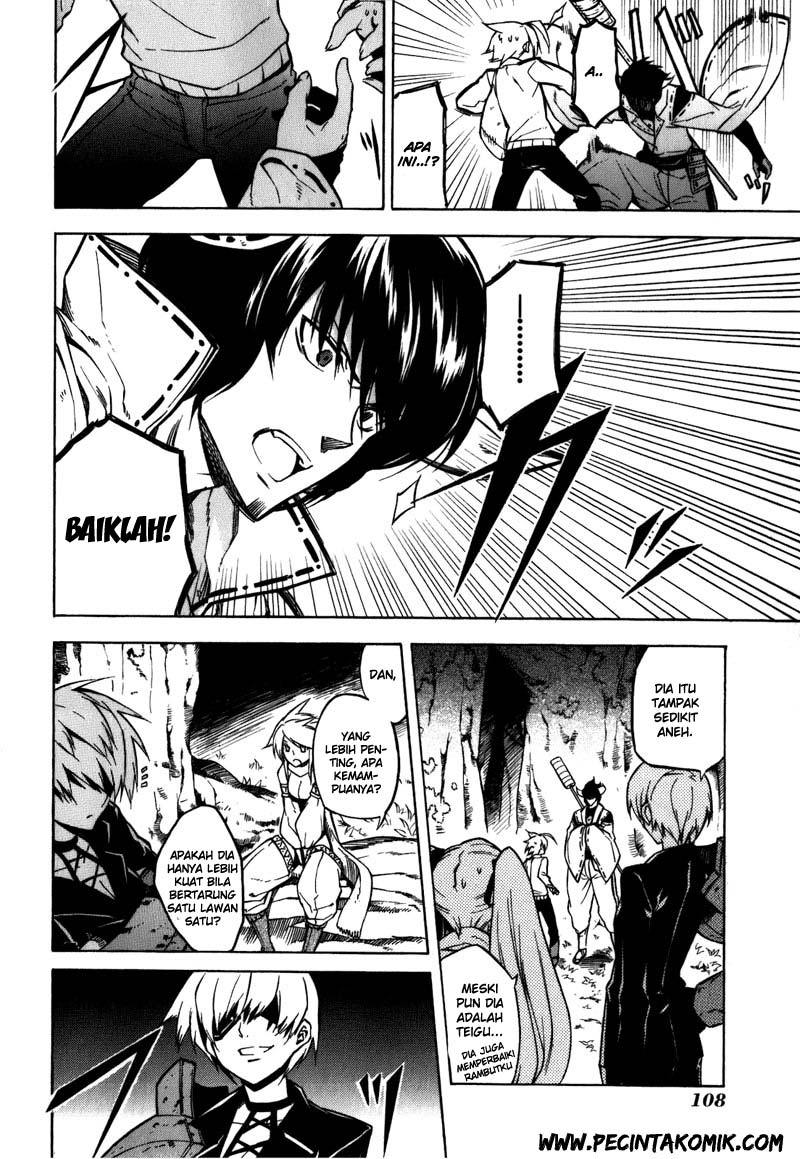 A..
APA
INI..!?
.........
BAIKLAH!
DIA ITU
TAMPAK
SEDIKIT
ANEH.
MESKI
PUN DIA
ADALAH
TEIGU...
DIA JUGA
MEMPERBAIKI
RAMBUTKU
DAN,
YANG
LEBIH PEN-
TING, APA
KEMAM-
PUANYA?
APAKAH DIA
HANYA LEBIH
KUAT BILA
BERTARUNG
SATU LAWAN
SATU?
108
WWW.PECINTAKOMIK.COM